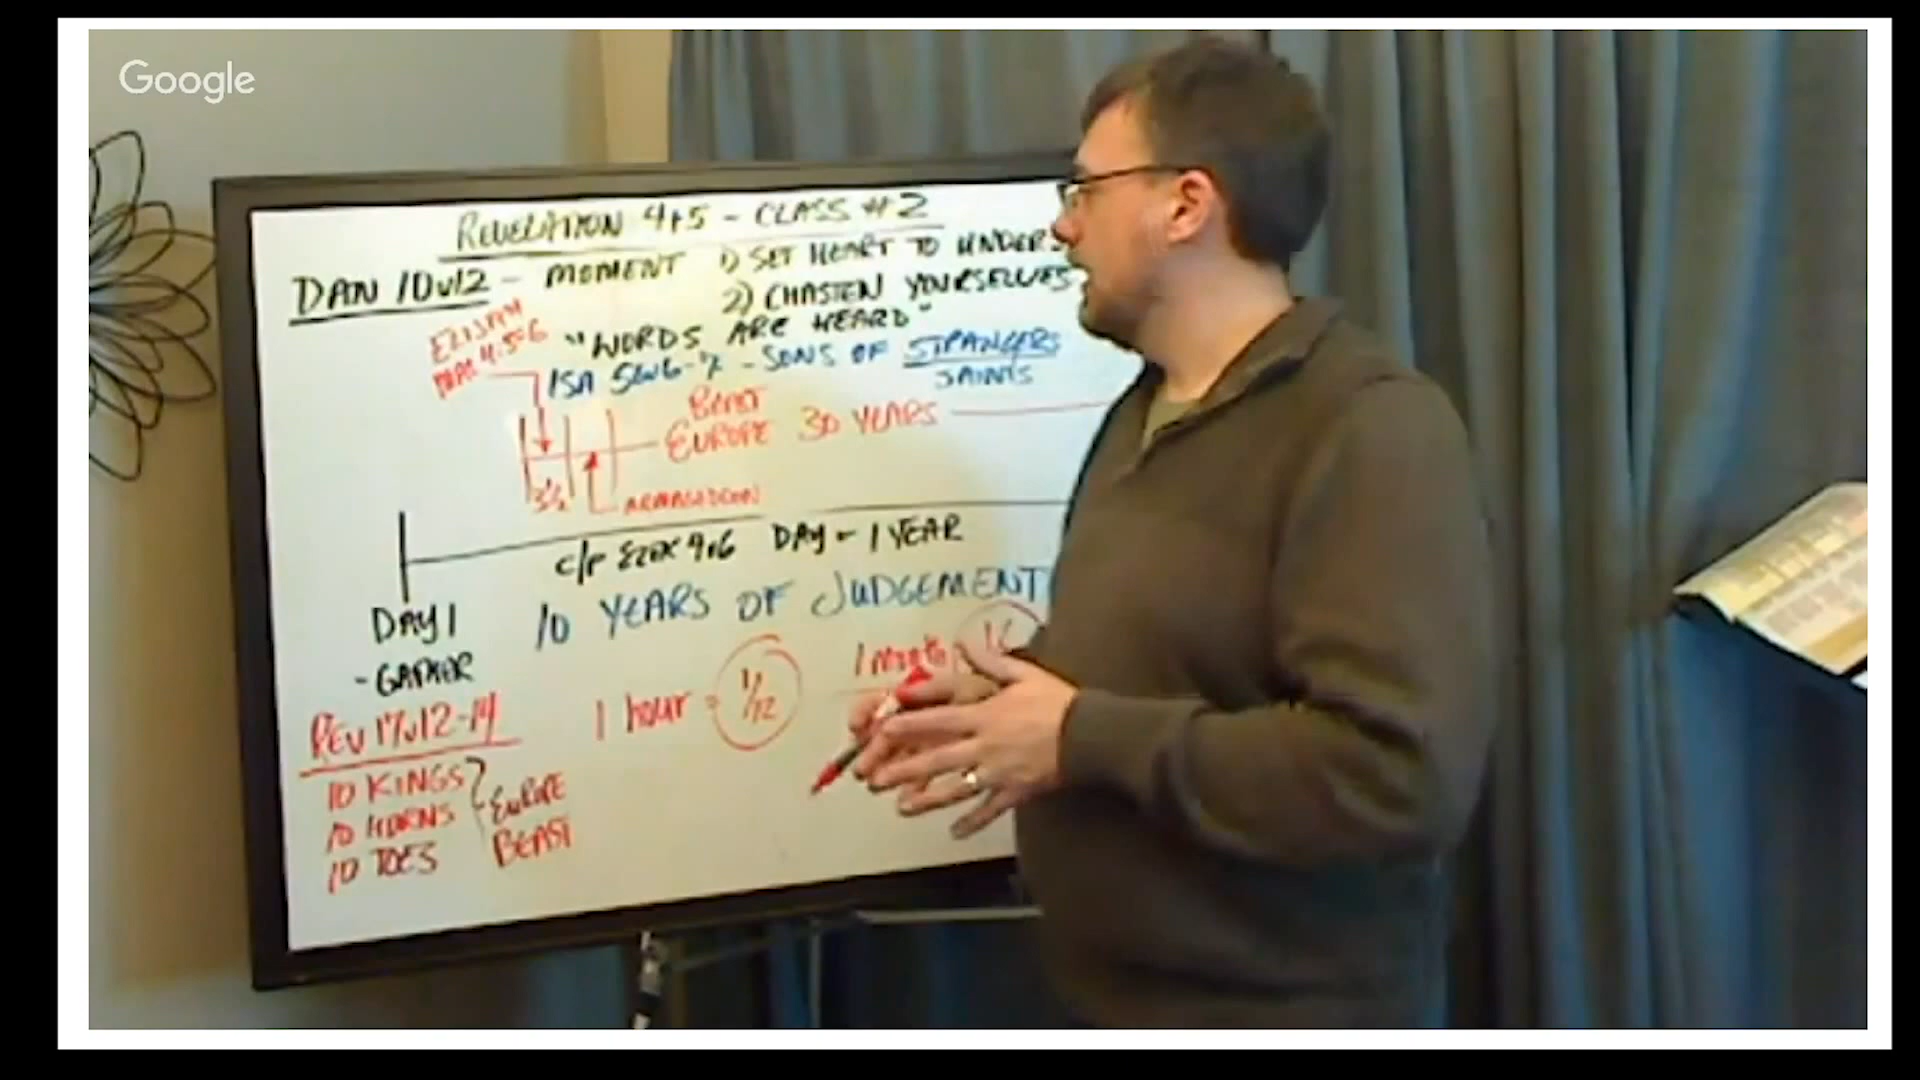 Google
REVELATION 4+5 - CLASS #2
DAN 10v12 - MOMENT 1) SET HEART TO UNDERS
2) CHASTEN YOURSELVES
"WORDS ARE HEARD"
ELIJAH
MAL 4:5-6
ISA 56v6-7 - SONS OF STRANGERS
SAINTS
BEAST
EUROPE 30 YEARS
3½
ARMAGEDDON
c/p EZEK 4v6 DAY = 1 YEAR
DAY 1
10 YEARS OF JUDGEMENT
- GATHER
1 month
1 hour = 1/12
REV 17v12-14
10 KINGS
10 HORNS
10 TOES
EUROPE
BEAST